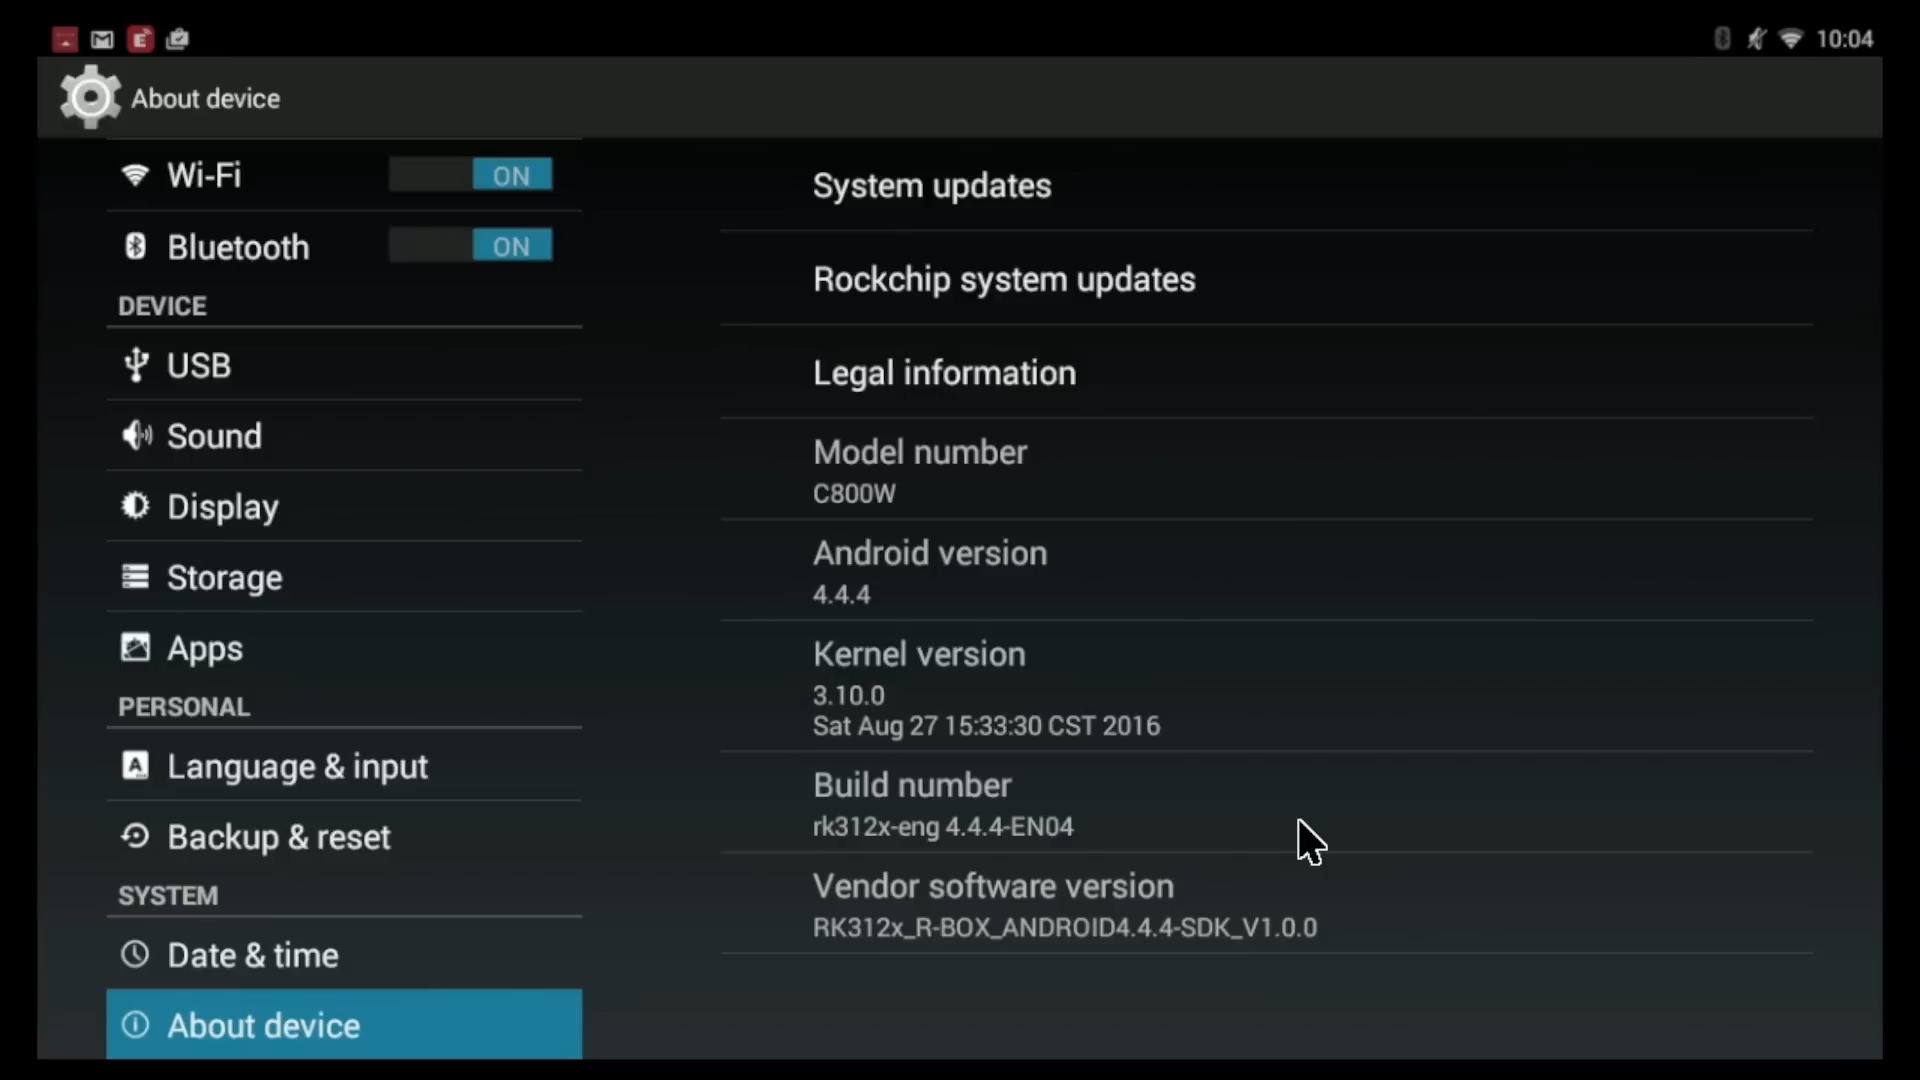 10:04
About device
Wi-Fi ON
Bluetooth ON
DEVICE
USB
Sound
Display
Storage
Apps
PERSONAL
Language & input
Backup & reset
SYSTEM
Date & time
About device
System updates
Rockchip system updates
Legal information
Model number
C800W
Android version
4.4.4
Kernel version
3.10.0
Sat Aug 27 15:33:30 CST 2016
Build number
rk312x-eng 4.4.4-EN04
Vendor software version
RK312x_R-BOX_ANDROID4.4.4-SDK_V1.0.0